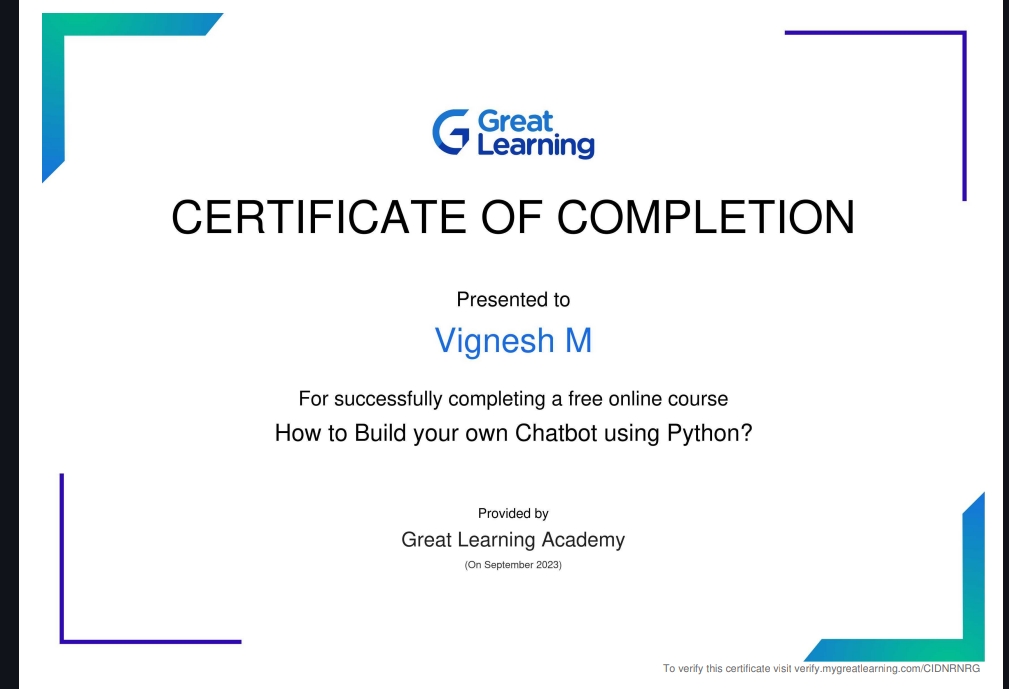 Great
Learning
CERTIFICATE OF COMPLETION
Presented to
Vignesh M
For successfully completing a free online course
How to Build your own Chatbot using Python?
Provided by
Great Learning Academy
(On September 2023)
To verify this certificate visit verify.mygreatlearning.com/CIDNRNRG